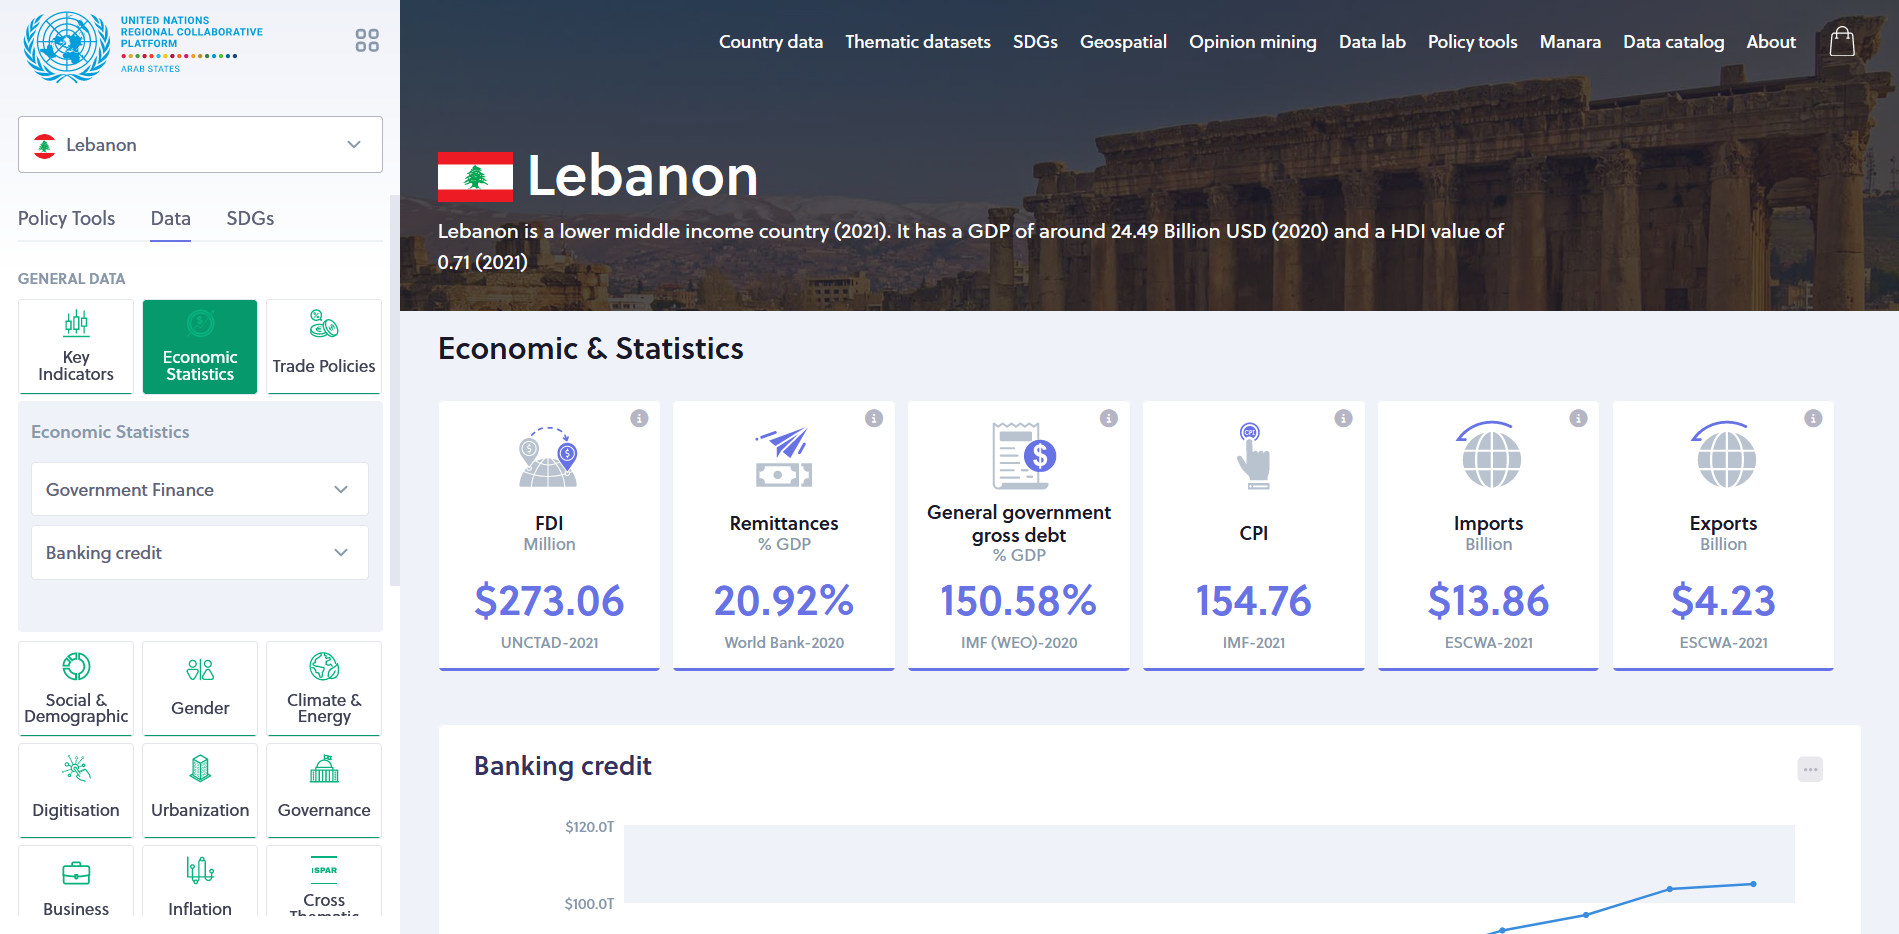 UNITED NATIONS
REGIONAL COLLABORATIVE
PLATFORM
ARAB STATES
Lebanon
Policy Tools
Data
SDGs
GENERAL DATA
Key
Indicators
Economic
Statistics
Trade Policies
Economic Statistics
Government Finance
Banking credit
Social &
Demographic
Gender
Climate &
Energy
Digitisation
Urbanization
Governance
Business
Inflation
ISPAR
Cross
Thematic
Country data
Thematic datasets
SDGs
Geospatial
Opinion mining
Data lab
Policy tools
Manara
Data catalog
About
Lebanon
Lebanon is a lower middle income country (2021). It has a GDP of around 24.49 Billion USD (2020) and a HDI value of
0.71 (2021)
Economic & Statistics
FDI
Million
$273.06
UNCTAD-2021
Remittances
% GDP
20.92%
World Bank-2020
General government
gross debt
% GDP
150.58%
IMF (WEO)-2020
CPI
CPI
154.76
IMF-2021
Imports
Billion
$13.86
ESCWA-2021
Exports
Billion
$4.23
ESCWA-2021
Banking credit
$120.0T
$100.0T